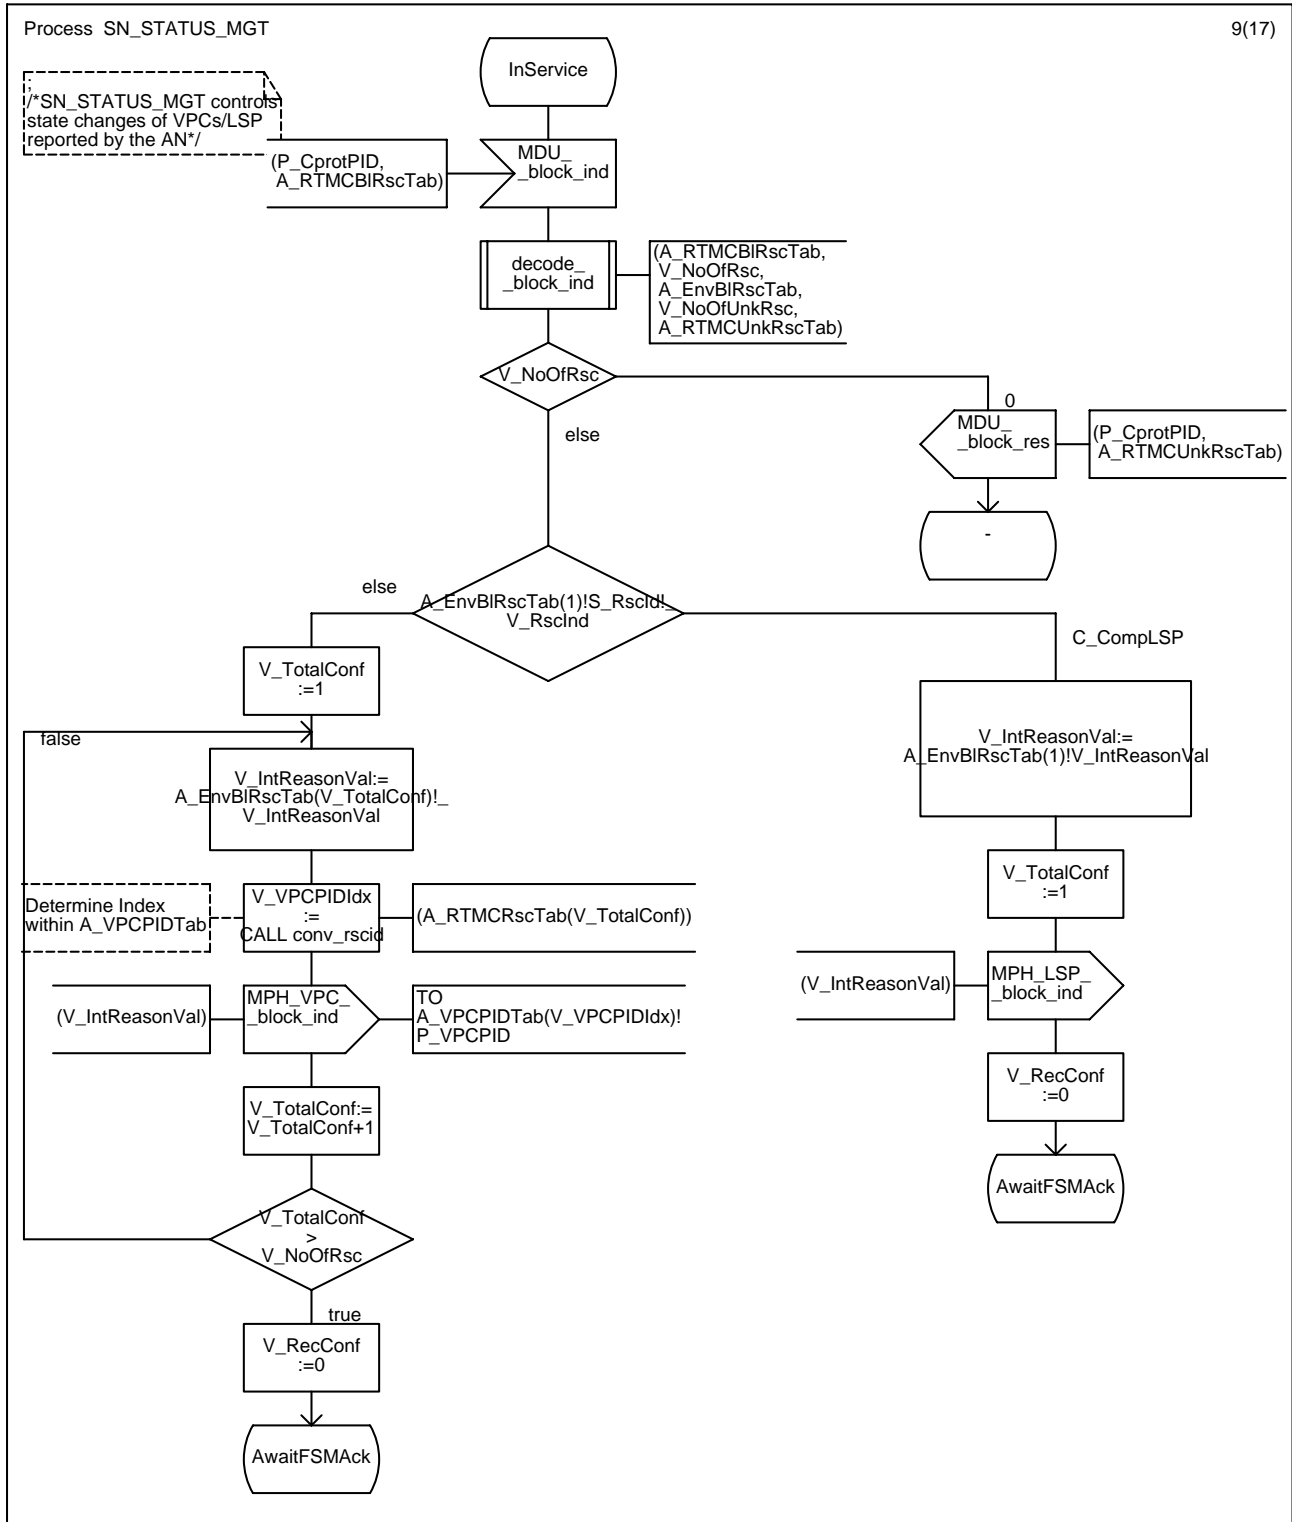 Process SN_STATUS_MGT
9(17)
;
/*SN_STATUS_MGT controls
state changes of VPCs/LSP
reported by the AN*/
InService
(P_CprotPID,
A_RTMCBlRscTab)
MDU_
_block_ind
decode_
_block_ind
(A_RTMCBlRscTab,
V_NoOfRsc,
A_EnvBlRscTab,
V_NoOfUnkRsc,
A_RTMCUnkRscTab)
V_NoOfRsc
0
else
MDU_
_block_res
(P_CprotPID,
A_RTMCUnkRscTab)
-
else
A_EnvBlRscTab(1)!S_RscId!_
V_RscInd
C_CompLSP
V_TotalConf
:=1
false
V_IntReasonVal:=
A_EnvBlRscTab(V_TotalConf)!_
V_IntReasonVal
V_IntReasonVal:=
A_EnvBlRscTab(1)!V_IntReasonVal
Determine Index
within A_VPCPIDTab
V_VPCPIDIdx
:=
CALL conv_rscid
(A_RTMCRscTab(V_TotalConf))
V_TotalConf
:=1
(V_IntReasonVal)
MPH_VPC_
_block_ind
TO
A_VPCPIDTab(V_VPCPIDIdx)!
P_VPCPID
(V_IntReasonVal)
MPH_LSP_
_block_ind
V_TotalConf:=
V_TotalConf+1
V_RecConf
:=0
AwaitFSMAck
V_TotalConf
>
V_NoOfRsc
true
V_RecConf
:=0
AwaitFSMAck